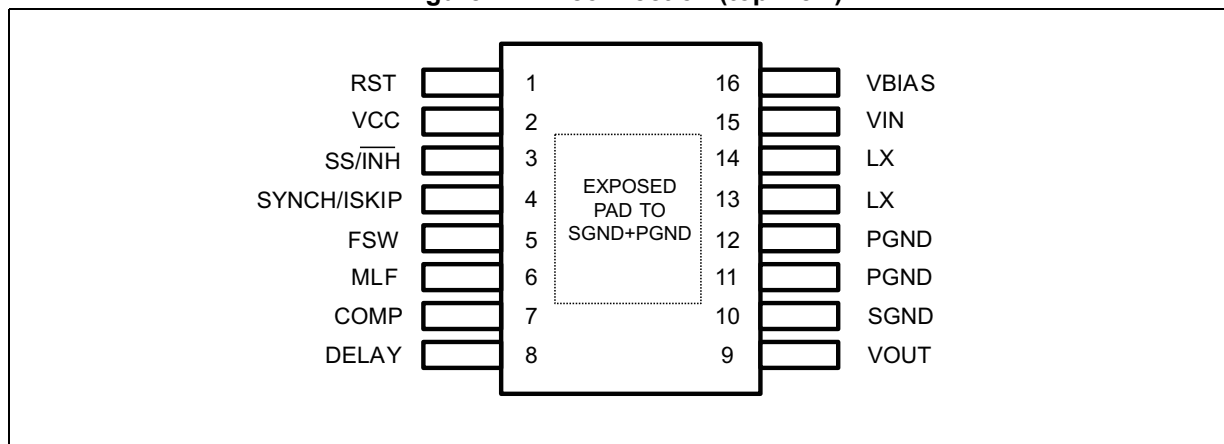 RST 1 16 VBIAS
VCC 2 15 VIN
SS/INH 3 14 LX
SYNCH/ISKIP 4 13 LX
EXPOSED
PAD TO
SGND+PGND
FSW 5 12 PGND
MLF 6 11 PGND
COMP 7 10 SGND
DELAY 8 9 VOUT